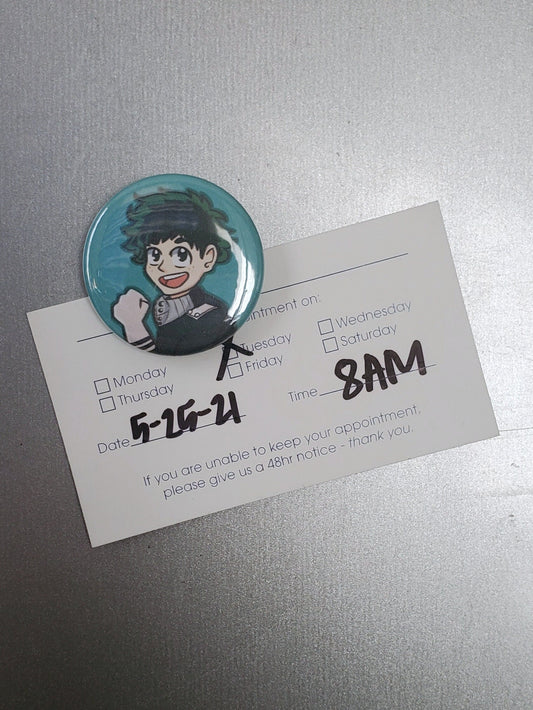 ointment on:
Monday
Tuesday
Wednesday
Thursday
Friday
Saturday
Date 5-25-21
Time 8AM
If you are unable to keep your appointment,
please give us a 48hr notice - thank you.